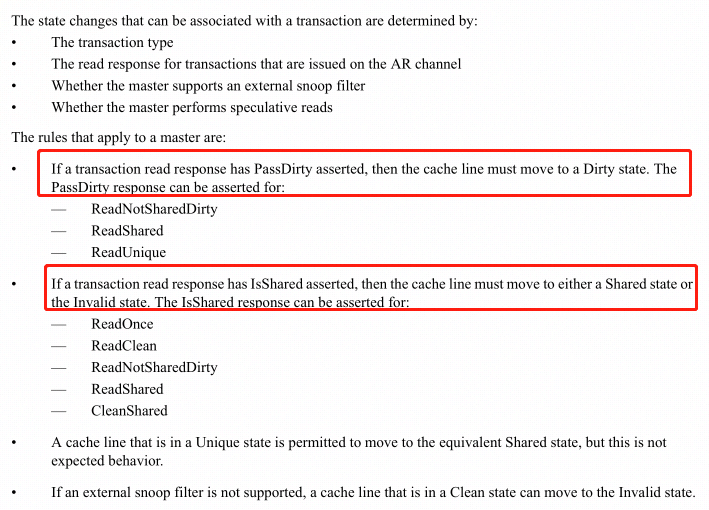 The state changes that can be associated with a transaction are determined by:
• The transaction type
• The read response for transactions that are issued on the AR channel
• Whether the master supports an external snoop filter
• Whether the master performs speculative reads
The rules that apply to a master are:
• If a transaction read response has PassDirty asserted, then the cache line must move to a Dirty state. The
PassDirty response can be asserted for:
— ReadNotSharedDirty
— ReadShared
— ReadUnique
• If a transaction read response has IsShared asserted, then the cache line must move to either a Shared state or
the Invalid state. The IsShared response can be asserted for:
— ReadOnce
— ReadClean
— ReadNotSharedDirty
— ReadShared
— CleanShared
• A cache line that is in a Unique state is permitted to move to the equivalent Shared state, but this is not
expected behavior.
• If an external snoop filter is not supported, a cache line that is in a Clean state can move to the Invalid state.